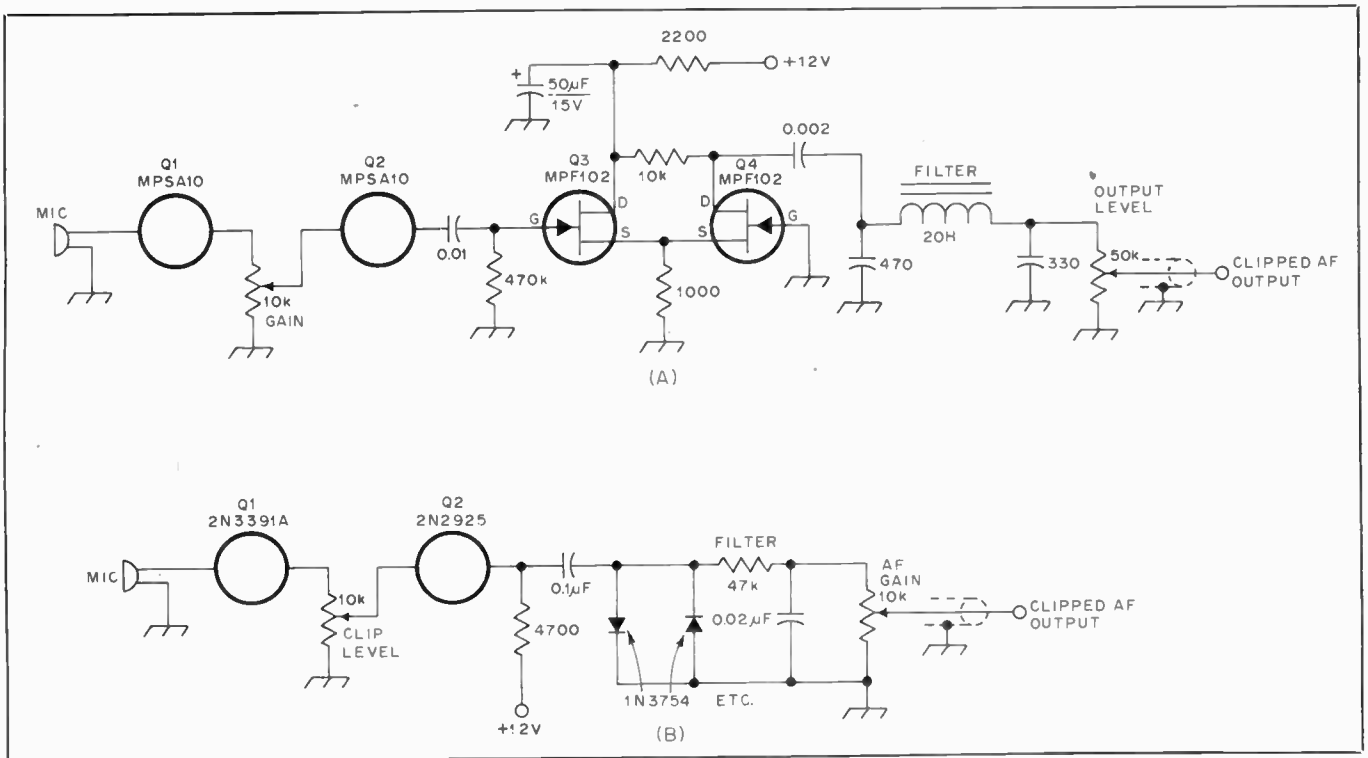 2200
+12V
+
50µF
15V
0.002
Q1
MPSA10
Q2
MPSA10
Q3
MPF102
10k
Q4
MPF102
FILTER
OUTPUT
LEVEL
MIC
D
D
G
G
S
S
0.01
20H
10k
GAIN
470k
1000
470
330
50k
CLIPPED AF
OUTPUT
(A)
Q1
2N3391A
Q2
2N2925
FILTER
MIC
0.1µF
47k
AF
GAIN
10k
10k
CLIP
LEVEL
4700
0.02µF
CLIPPED AF
OUTPUT
1N3754
ETC.
+12V
(B)